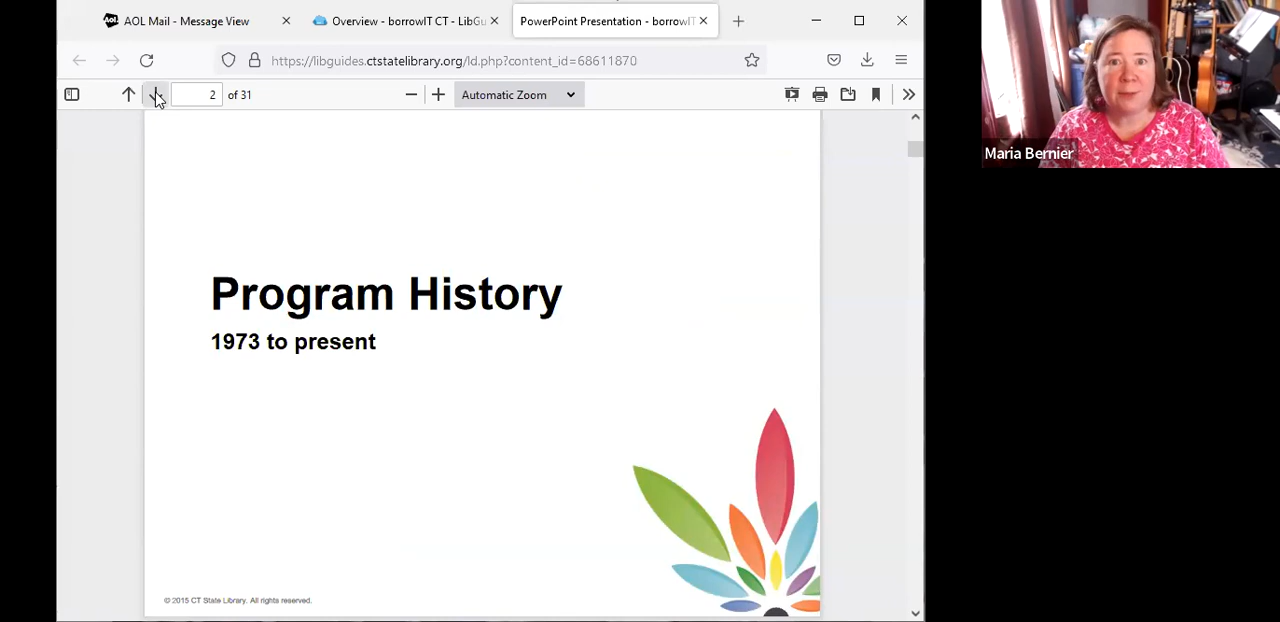 Aol. AOL Mail - Message View
Overview - borrowIT CT - LibGu
PowerPoint Presentation - borrowIT
https://libguides.ctstatelibrary.org/ld.php?content_id=68611870
2 of 31
Automatic Zoom
Maria Bernier
Program History
1973 to present
© 2015 CT State Library. All rights reserved.